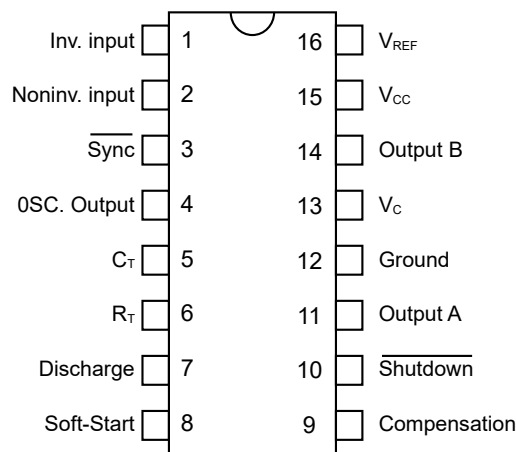 Inv. input 1 16 VREF
Noninv. input 2 15 VCC
Sync 3 14 Output B
0SC. Output 4 13 VC
CT 5 12 Ground
RT 6 11 Output A
Discharge 7 10 Shutdown
Soft-Start 8 9 Compensation